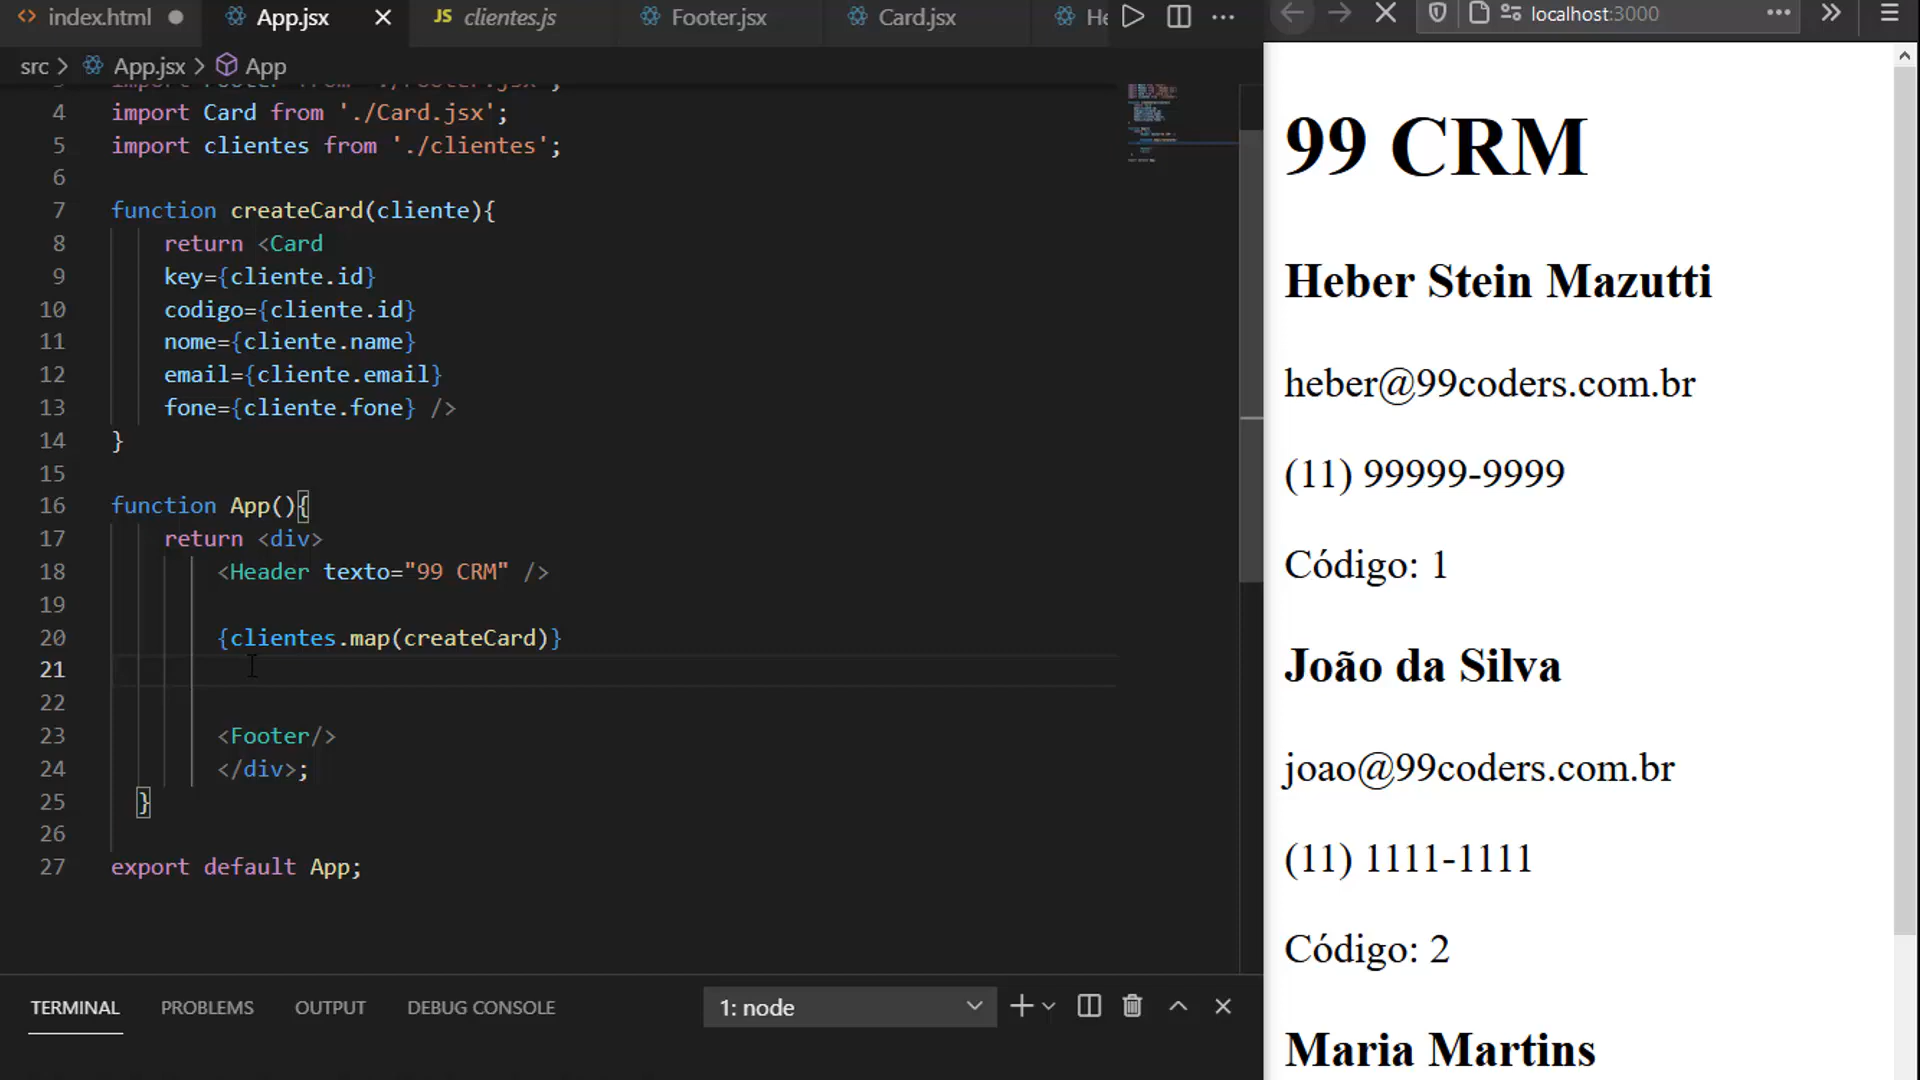 index.html
App.jsx
clientes.js
Footer.jsx
Card.jsx
localhost:3000
src > App.jsx > App
4 import Card from './Card.jsx';
5 import clientes from './clientes';
6
7 function createCard(cliente){
8 return <Card
9 key={cliente.id}
10 codigo={cliente.id}
11 nome={cliente.name}
12 email={cliente.email}
13 fone={cliente.fone} />
14 }
15
16 function App(){
17 return <div>
18 <Header texto="99 CRM" />
19
20 {clientes.map(createCard)}
21
22
23 <Footer/>
24 </div>;
25 }
26
27 export default App;
TERMINAL
PROBLEMS
OUTPUT
DEBUG CONSOLE
1: node
99 CRM
Heber Stein Mazutti
heber@99coders.com.br
(11) 99999-9999
Código: 1
João da Silva
joao@99coders.com.br
(11) 1111-1111
Código: 2
Maria Martins